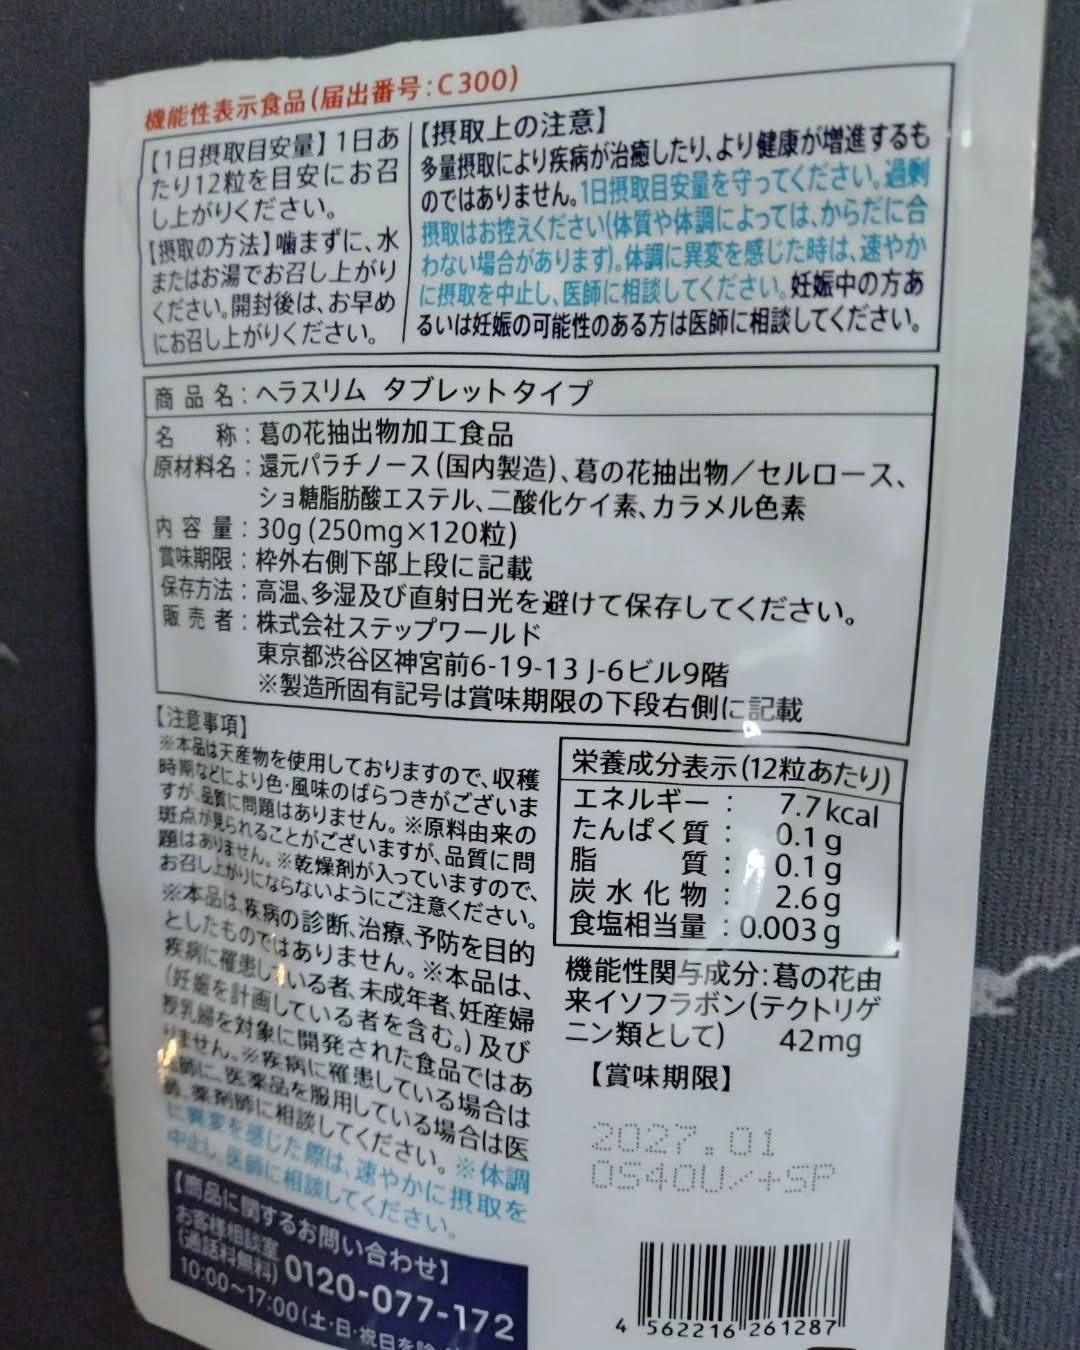 機能性表示食品(届出番号:C300)
【1日摂取目安量】1日あ
たり12粒を目安にお召
し上がりください。
【摂取の方法】噛まずに、水
またはお湯でお召し上がり
ください。開封後は、お早め
にお召し上がりください。
【摂取上の注意】
多量摂取により疾病が治癒したり、より健康が増進するも
のではありません。1日摂取目安量を守ってください。過剰
摂取はお控えください(体質や体調によっては、からだに合
わない場合があります)。体調に異変を感じた時は、速やか
に摂取を中止し、医師に相談してください。妊娠中の方あ
るいは妊娠の可能性のある方は医師に相談してください。
商品名:ヘラスリム タブレットタイプ
名　称:葛の花抽出物加工食品
原材料名:還元パラチノース(国内製造)、葛の花抽出物/セルロース、
ショ糖脂肪酸エステル、二酸化ケイ素、カラメル色素
内容量:30g(250mg×120粒)
賞味期限:枠外右側下部上段に記載
保存方法:高温、多湿及び直射日光を避けて保存してください。
販売者:株式会社ステップワールド
東京都渋谷区神宮前6-19-13 J-6ビル9階
※製造所固有記号は賞味期限の下段右側に記載
【注意事項】
※本品は天産物を使用しておりますので、収穫
時期などにより色・風味のばらつきがございま
すが、品質に問題はありません。※原料由来の
斑点が見られることがございますが、品質に問
題はありません。※乾燥剤が入っていますので、
お召し上がりにならないようにご注意ください。
※本品は、疾病の診断、治療、予防を目的
としたものではありません。※本品は、
疾病に罹患している者、未成年者、妊産婦
(妊娠を計画している者を含む。)及び
授乳婦を対象に開発された食品ではあ
りません。※疾病に罹患している場合は
医師に、医薬品を服用している場合は医
師、薬剤師に相談してください。※体調
に異変を感じた際は、速やかに摂取を
中止し、医師に相談してください。
【商品に関するお問い合わせ】
お客様相談室
(通話料無料) 0120-077-172
10:00~17:00(土・日・祝日を除
栄養成分表示(12粒あたり)
エネルギー: 7.7kcal
たんぱく質: 0.1g
脂　質: 0.1g
炭水化物: 2.6g
食塩相当量:0.003g
機能性関与成分:葛の花由
来イソフラボン(テクトリゲ
ニン類として) 42mg
【賞味期限】
2027.01
OS40U/+SP
4 562216 261287